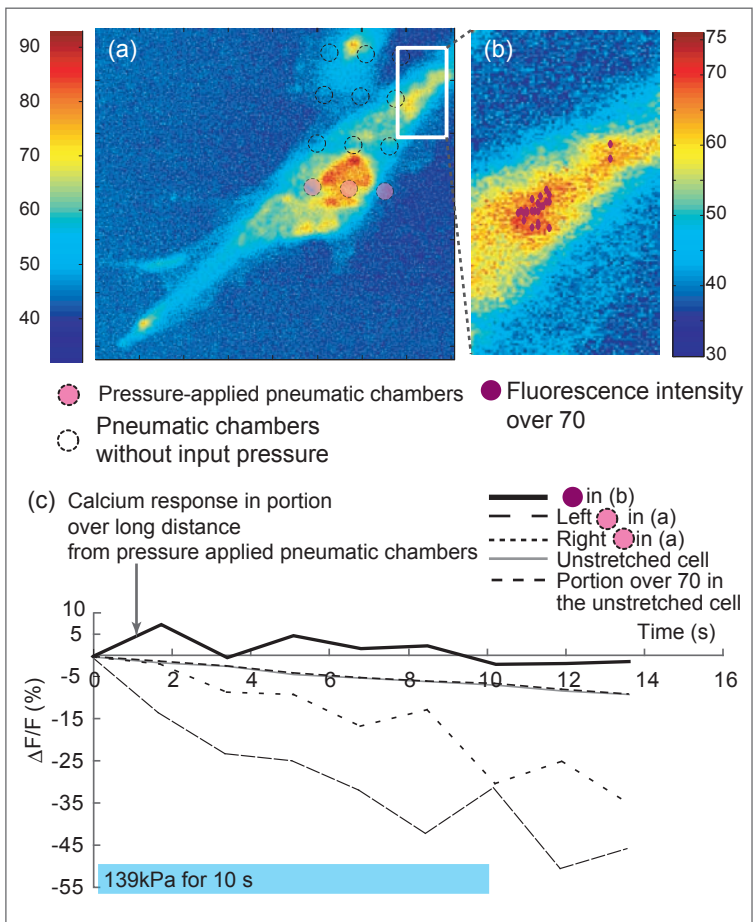 (a)
(b)
90
80
70
60
50
40
75
70
60
50
40
30
Pressure-applied pneumatic chambers
Pneumatic chambers
without input pressure
Fluorescence intensity
over 70
(c) Calcium response in portion
over long distance
from pressure applied pneumatic chambers
in (b)
Left in (a)
Right in (a)
Unstretched cell
Portion over 70 in
the unstretched cell
10
5
-5
-15
-25
-35
-45
-55
ΔF/F (%)
Time (s)
0 2 4 6 8 10 12 14 16
139kPa for 10 s